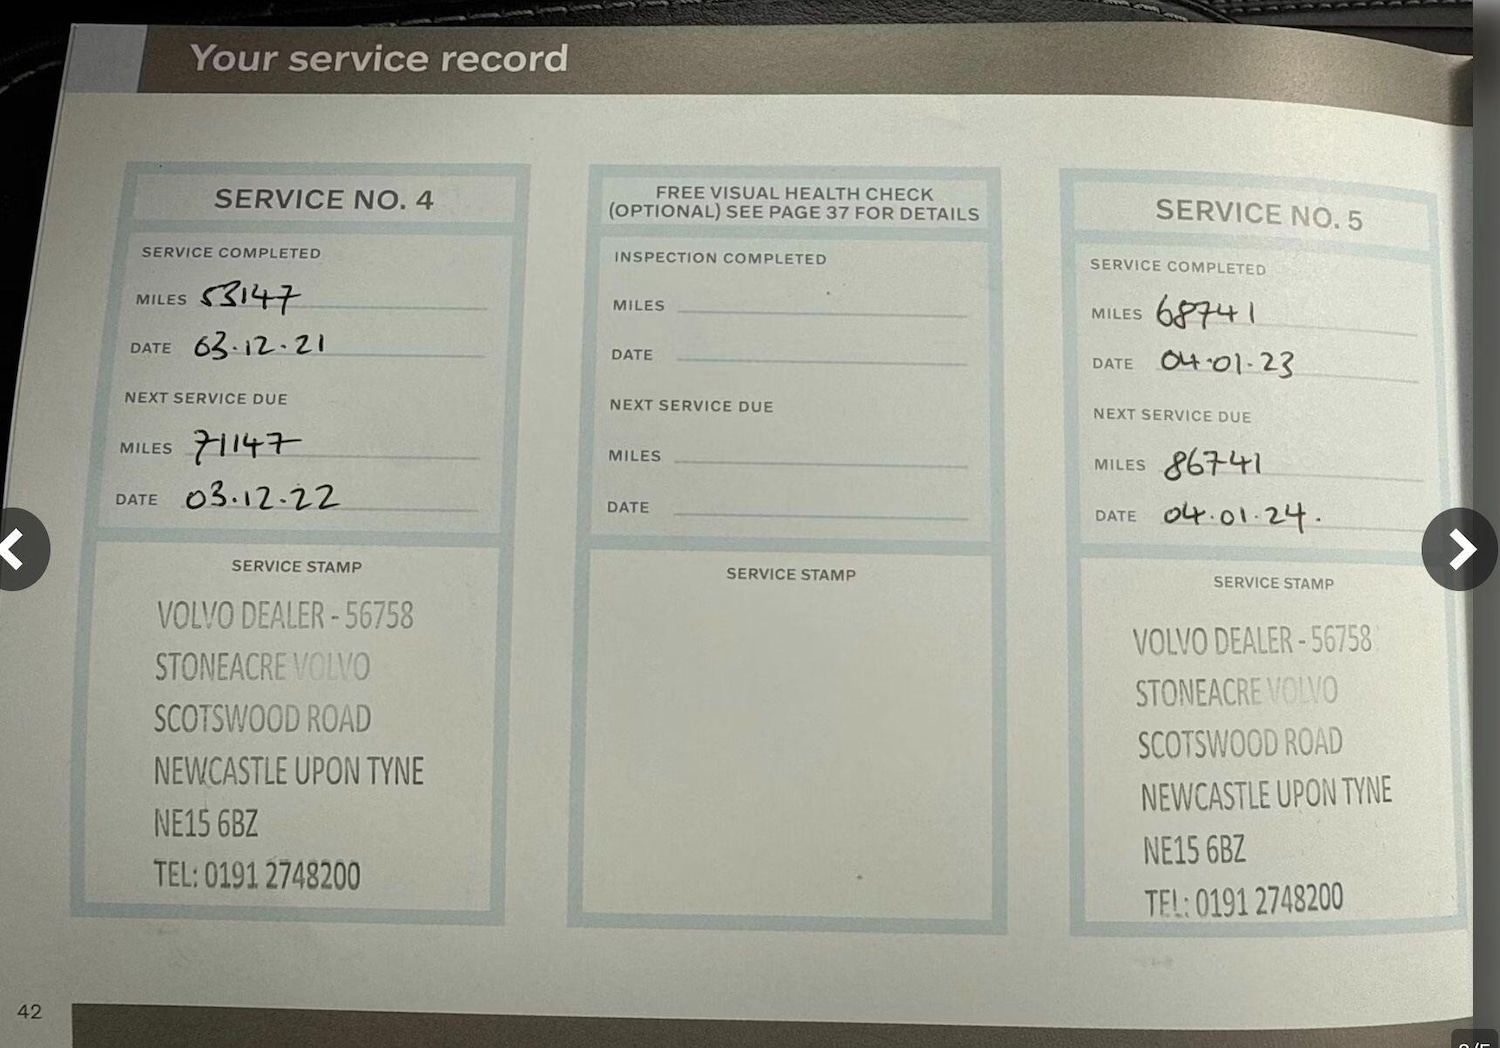 Your service record
SERVICE NO. 4
SERVICE COMPLETED
MILES 53147
DATE 03.12.21
NEXT SERVICE DUE
MILES 71147
DATE 03.12.22
SERVICE STAMP
VOLVO DEALER - 56758
STONEACRE VOLVO
SCOTSWOOD ROAD
NEWCASTLE UPON TYNE
NE15 6BZ
TEL: 0191 2748200
FREE VISUAL HEALTH CHECK
(OPTIONAL) SEE PAGE 37 FOR DETAILS
INSPECTION COMPLETED
MILES
DATE
NEXT SERVICE DUE
MILES
DATE
SERVICE STAMP
SERVICE NO. 5
SERVICE COMPLETED
MILES 68741
DATE 04.01.23
NEXT SERVICE DUE
MILES 86741
DATE 04.01.24.
SERVICE STAMP
VOLVO DEALER - 56758
STONEACRE VOLVO
SCOTSWOOD ROAD
NEWCASTLE UPON TYNE
NE15 6BZ
TEL: 0191 2748200
42